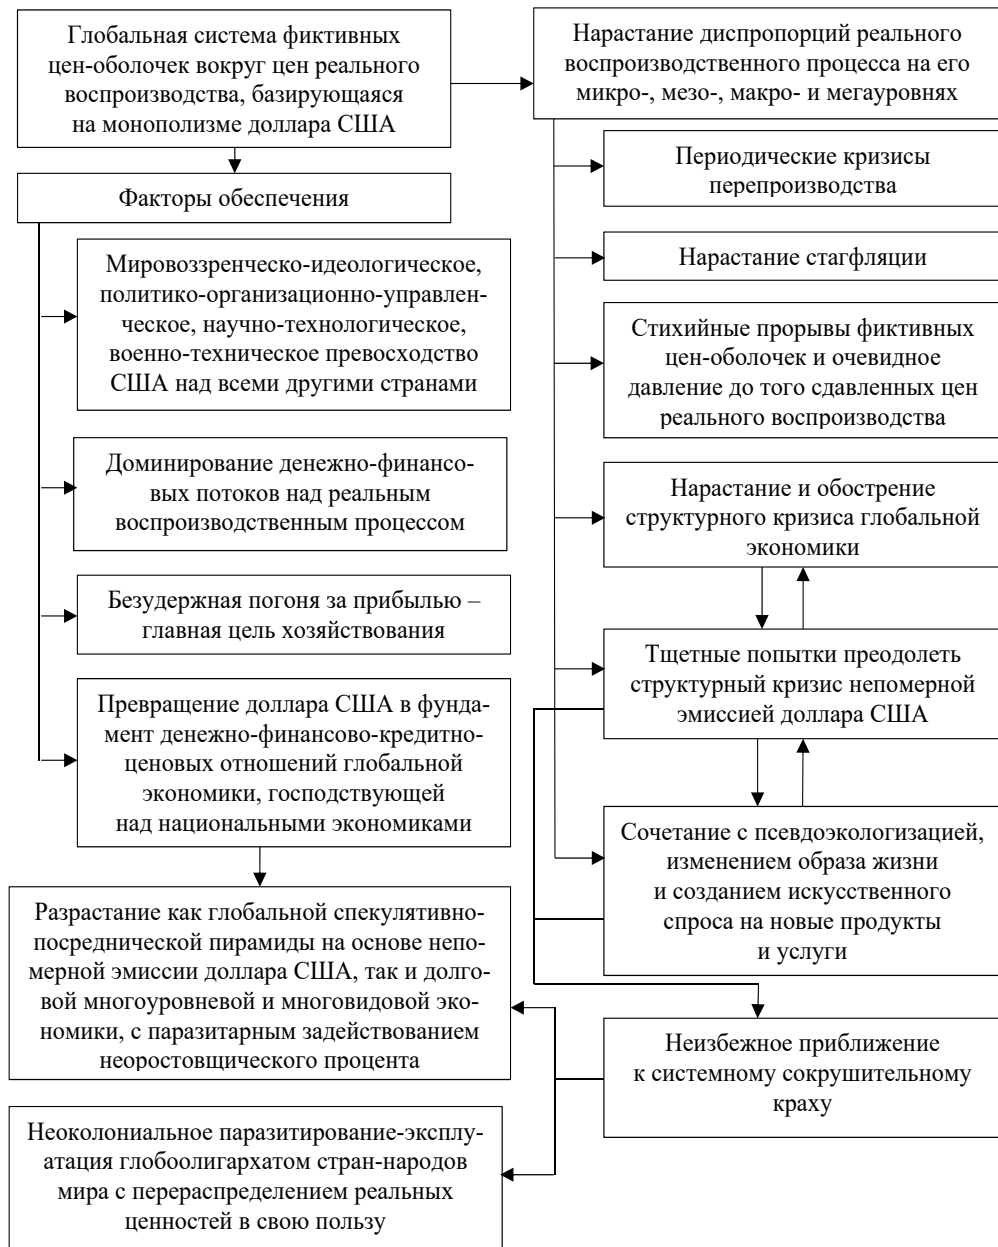 Глобальная система фиктивных
цен-оболочек вокруг цен реального
воспроизводства, базирующаяся
на монополизме доллара США
Факторы обеспечения
Мировоззренческо-идеологическое,
политико-организационно-управлен-
ческое, научно-технологическое,
военно-техническое превосходство
США над всеми другими странами
Доминирование денежно-финансо-
вых потоков над реальным
воспроизводственным процессом
Безудержная погоня за прибылью –
главная цель хозяйствования
Превращение доллара США в фунда-
мент денежно-финансово-кредитно-
ценовых отношений глобальной
экономики, господствующей
над национальными экономиками
Разрастание как глобальной спекулятивно-
посреднической пирамиды на основе непо-
мерной эмиссии доллара США, так и долго-
вой многоуровневой и многовидовой эко-
номики, с паразитарным задействованием
неоростовщического процента
Неоколониальное паразитирование-эксплу-
атация глобоолигархатом стран-народов
мира с перераспределением реальных
ценностей в свою пользу
Нарастание диспропорций реального
воспроизводственного процесса на его
микро-, мезо-, макро- и мегауровнях
Периодические кризисы
перепроизводства
Нарастание стагфляции
Стихийные прорывы фиктивных
цен-оболочек и очевидное
давление до того сдавленных цен
реального воспроизводства
Нарастание и обострение
структурного кризиса глобальной
экономики
Тщетные попытки преодолеть
структурный кризис непомерной
эмиссией доллара США
Сочетание с псевдоэкологизацией,
изменением образа жизни
и созданием искусственного
спроса на новые продукты
и услуги
Неизбежное приближение
к системному сокрушительному
краху